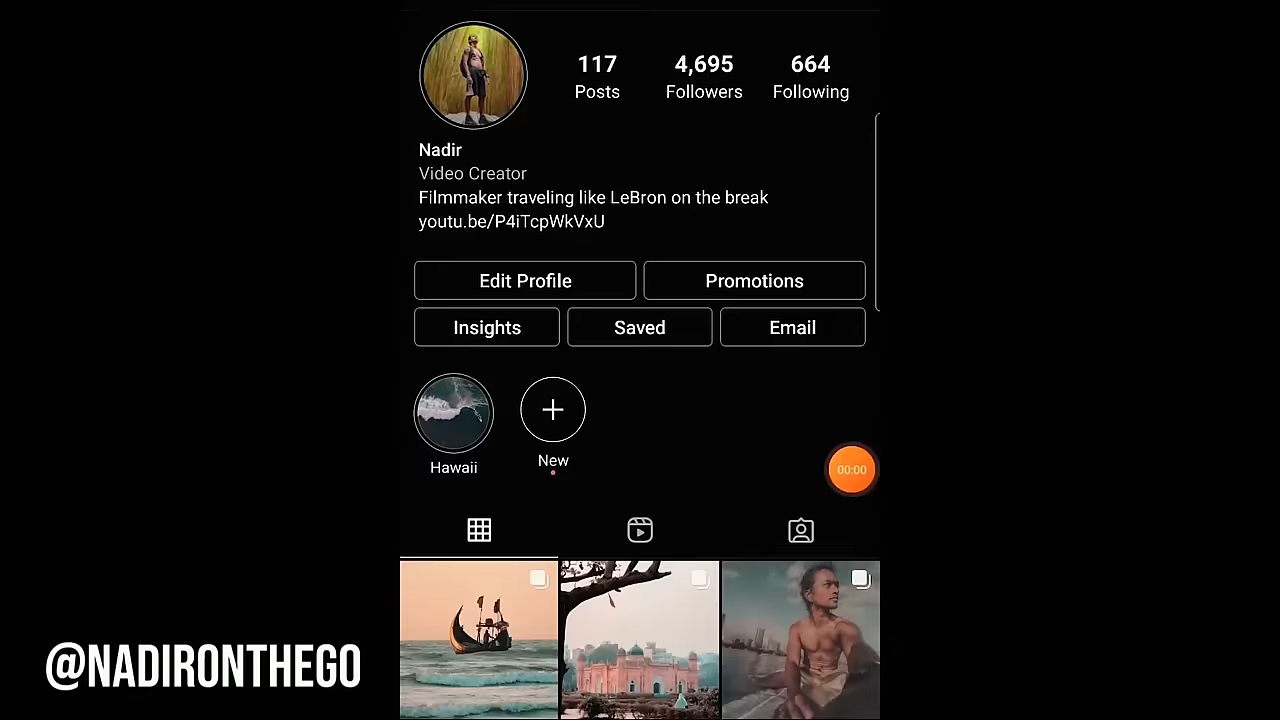 117 4,695 664
Posts Followers Following
Nadir
Video Creator
Filmmaker traveling like LeBron on the break
youtu.be/P4iTcpWkVxU
Edit Profile Promotions
Insights Saved Email
Hawaii New
00:00
@NADIRONTHEGO